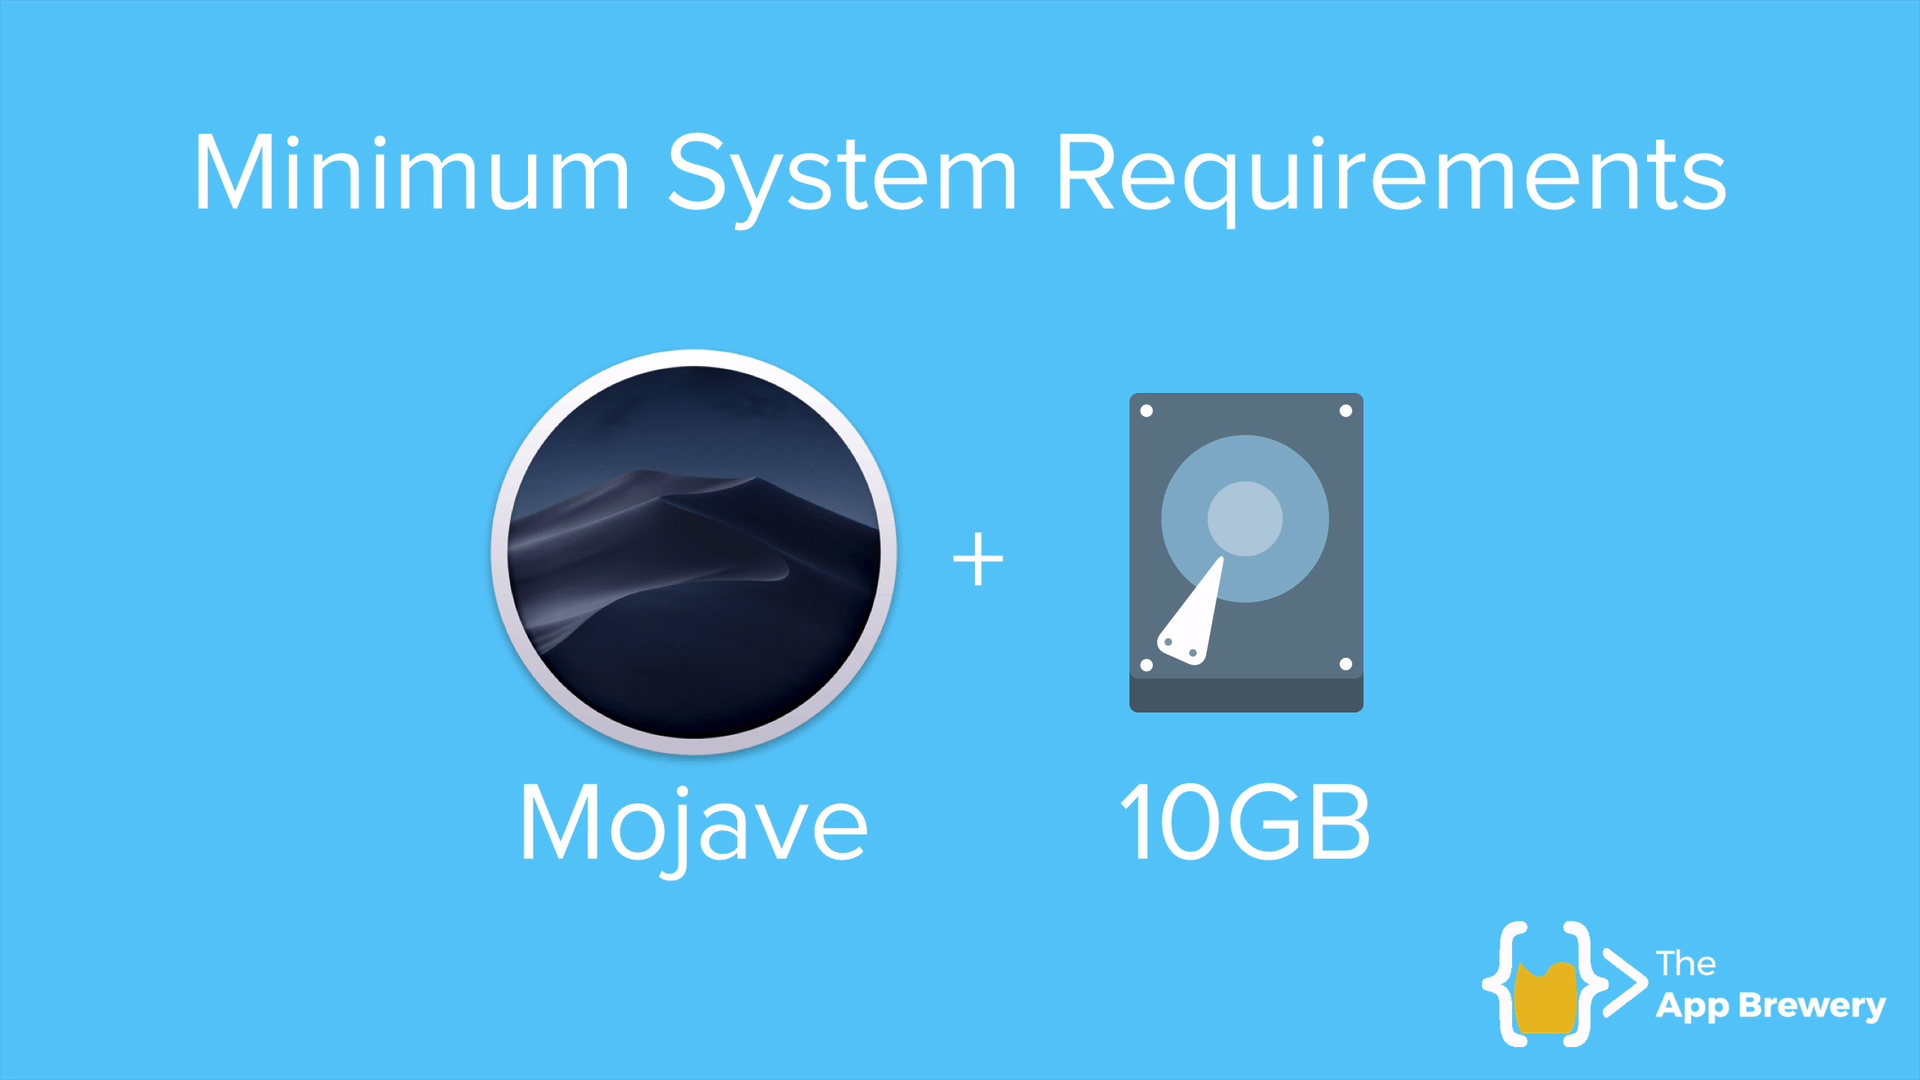 Minimum System Requirements
+
Mojave
10GB
The
App Brewery